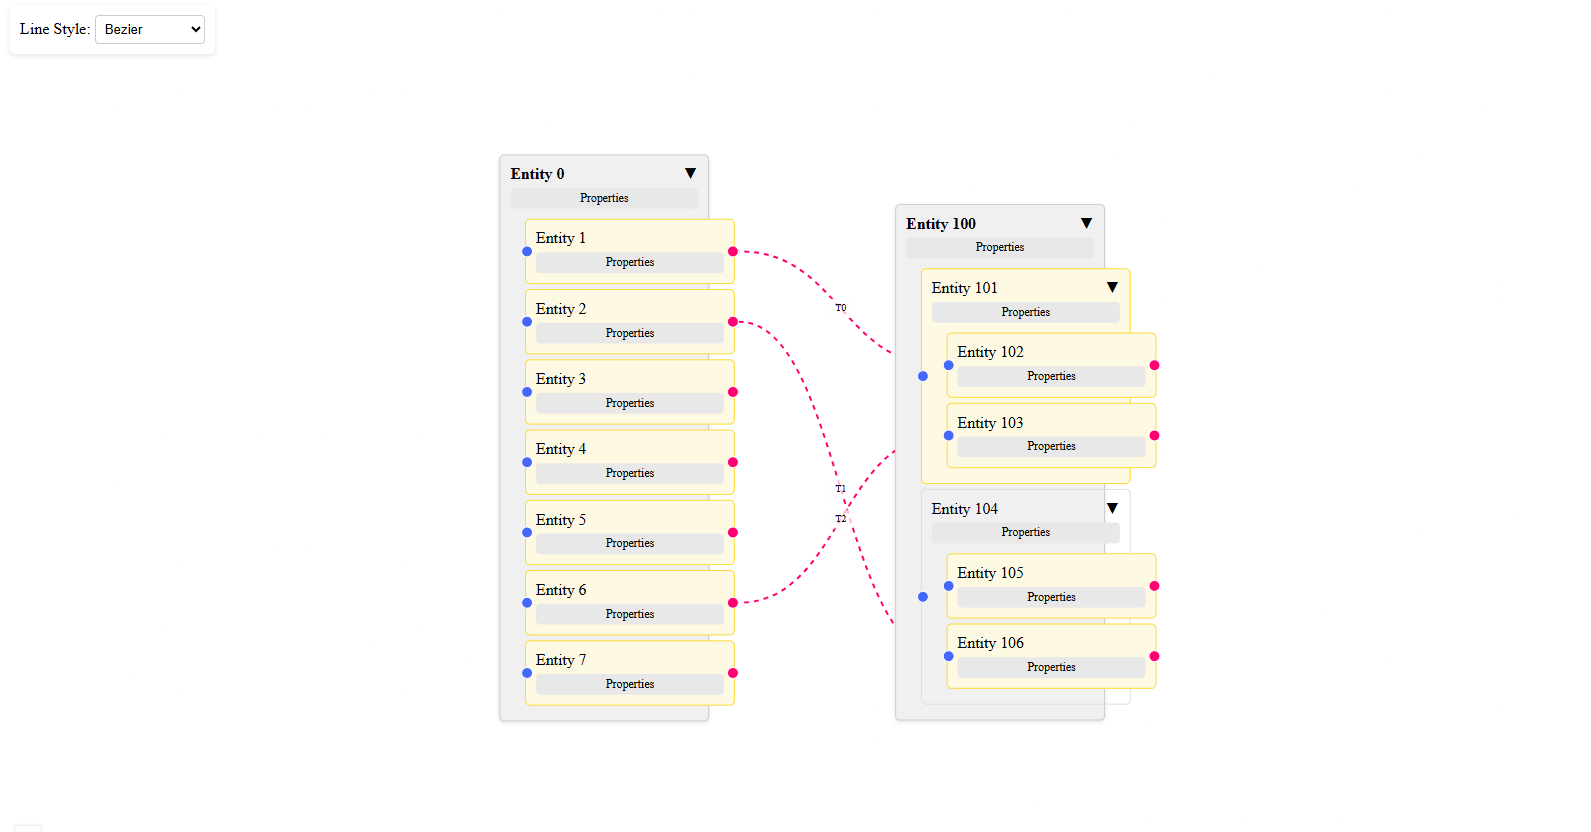 Line Style: Bezier
Entity 0 ▼
Properties
Entity 1
Properties
Entity 2
Properties
Entity 3
Properties
Entity 4
Properties
Entity 5
Properties
Entity 6
Properties
Entity 7
Properties
T0
T1
T2
Entity 100 ▼
Properties
Entity 101 ▼
Properties
Entity 102
Properties
Entity 103
Properties
Entity 104 ▼
Properties
Entity 105
Properties
Entity 106
Properties